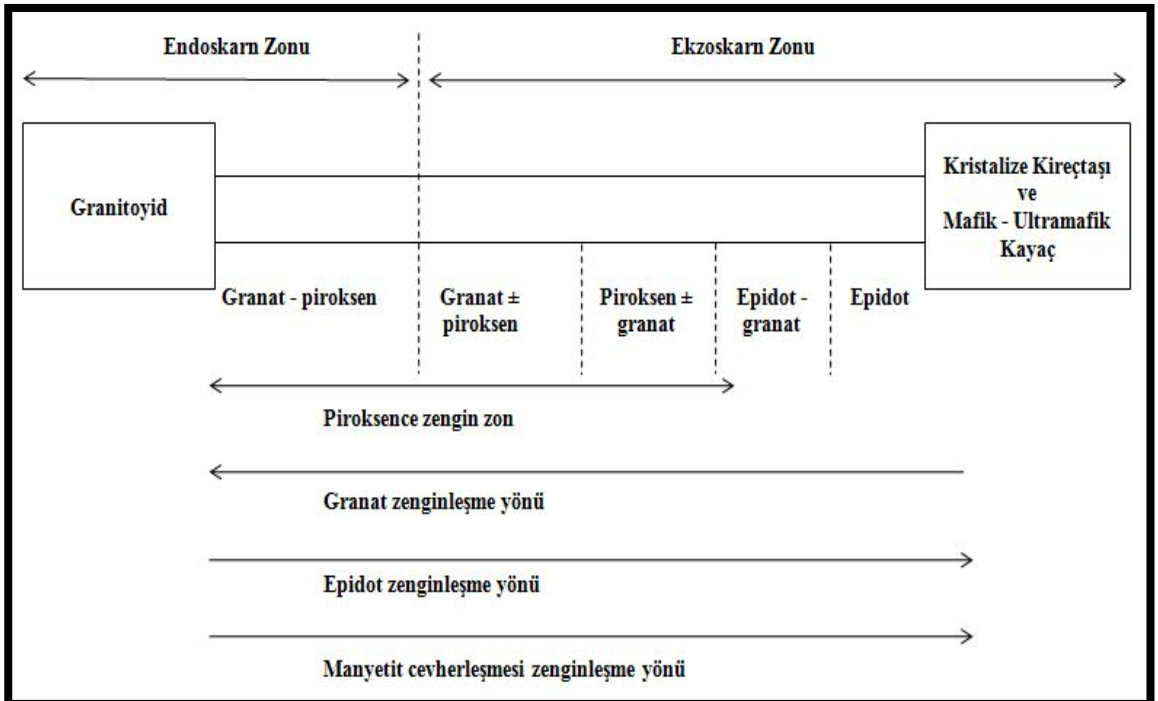 Endoskarn Zonu
Ekzoskarn Zonu
Granitoyid
Kristalize Kireçtaşı
ve
Mafik - Ultramafik
Kayaç
Granat - piroksen
Granat ±
piroksen
Piroksen ±
granat
Epidot -
granat
Epidot
Piroksence zengin zon
Granat zenginleşme yönü
Epidot zenginleşme yönü
Manyetit cevherleşmesi zenginleşme yönü